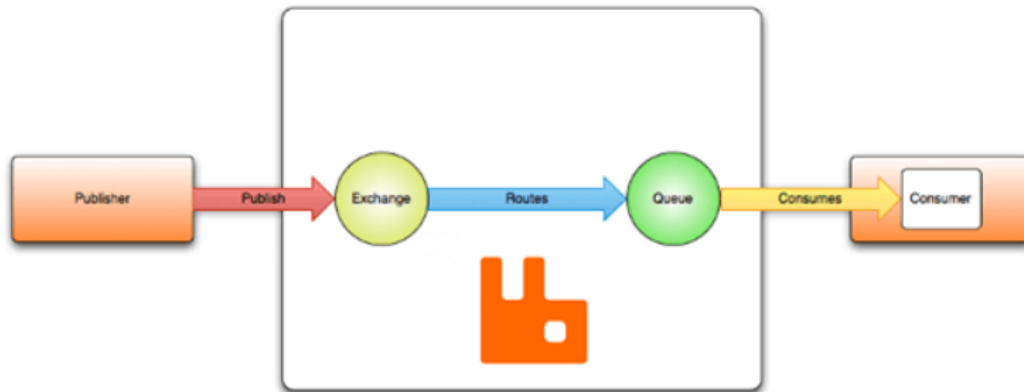 Publisher
Publish
Exchange
Routes
Queue
Consumes
Consumer